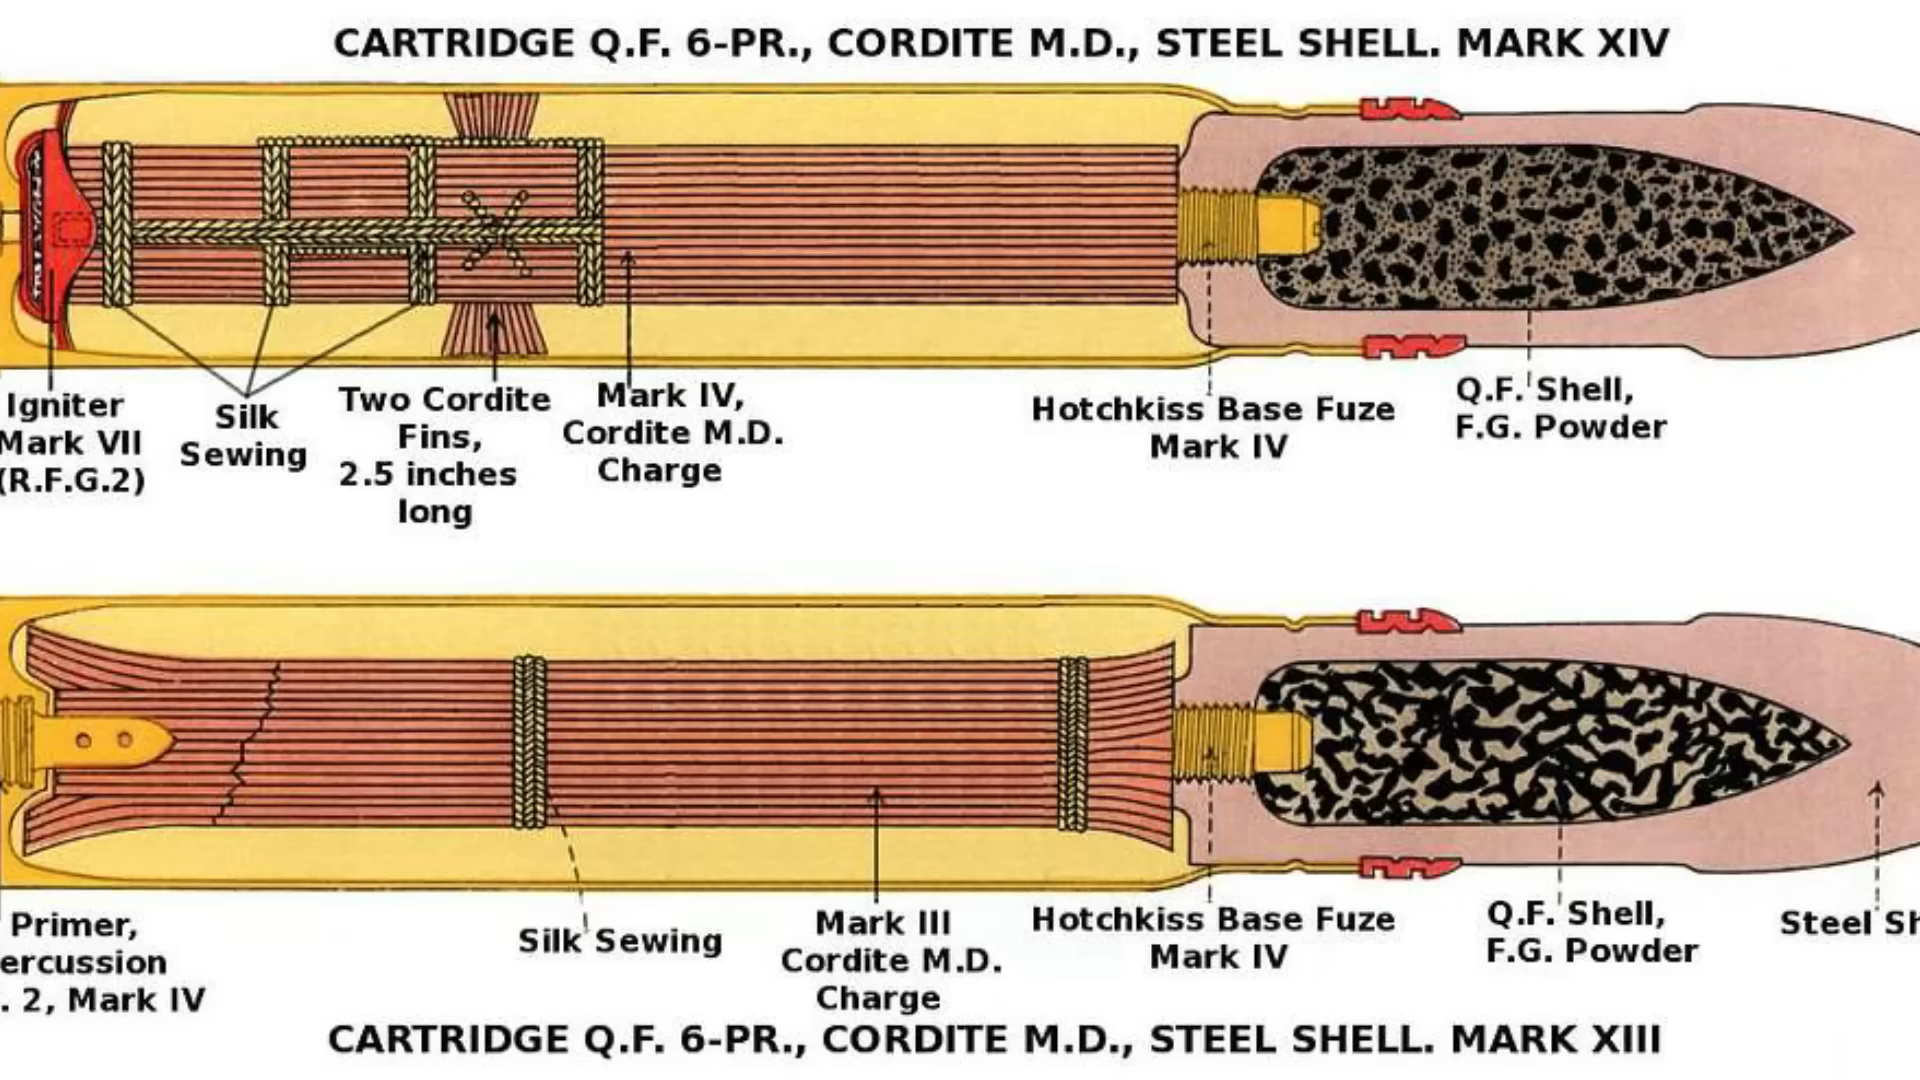 CARTRIDGE Q.F. 6-PR., CORDITE M.D., STEEL SHELL. MARK XIV
Igniter
Mark VII
(R.F.G.2)
Silk
Sewing
Two Cordite
Fins,
2.5 inches
long
Mark IV,
Cordite M.D.
Charge
Hotchkiss Base Fuze
Mark IV
Q.F. Shell,
F.G. Powder
Primer,
ercussion
. 2, Mark IV
Silk Sewing
Mark III
Cordite M.D.
Charge
Hotchkiss Base Fuze
Mark IV
Q.F. Shell,
F.G. Powder
Steel Sh
CARTRIDGE Q.F. 6-PR., CORDITE M.D., STEEL SHELL. MARK XIII